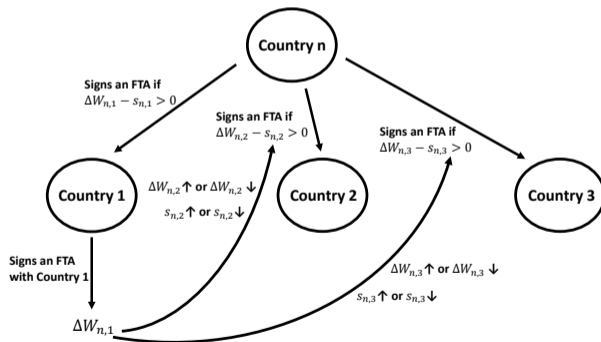 Country n
Signs an FTA if
ΔW_{n,1} − s_{n,1} > 0
Signs an FTA if
ΔW_{n,2} − s_{n,2} > 0
Signs an FTA if
ΔW_{n,3} − s_{n,3} > 0
Country 1
Country 2
Country 3
ΔW_{n,2}↑ or ΔW_{n,2} ↓
s_{n,2}↑ or s_{n,2}↓
Signs an FTA
with Country 1
ΔW_{n,3}↑ or ΔW_{n,3} ↓
s_{n,3}↑ or s_{n,3}↓
ΔW_{n,1}